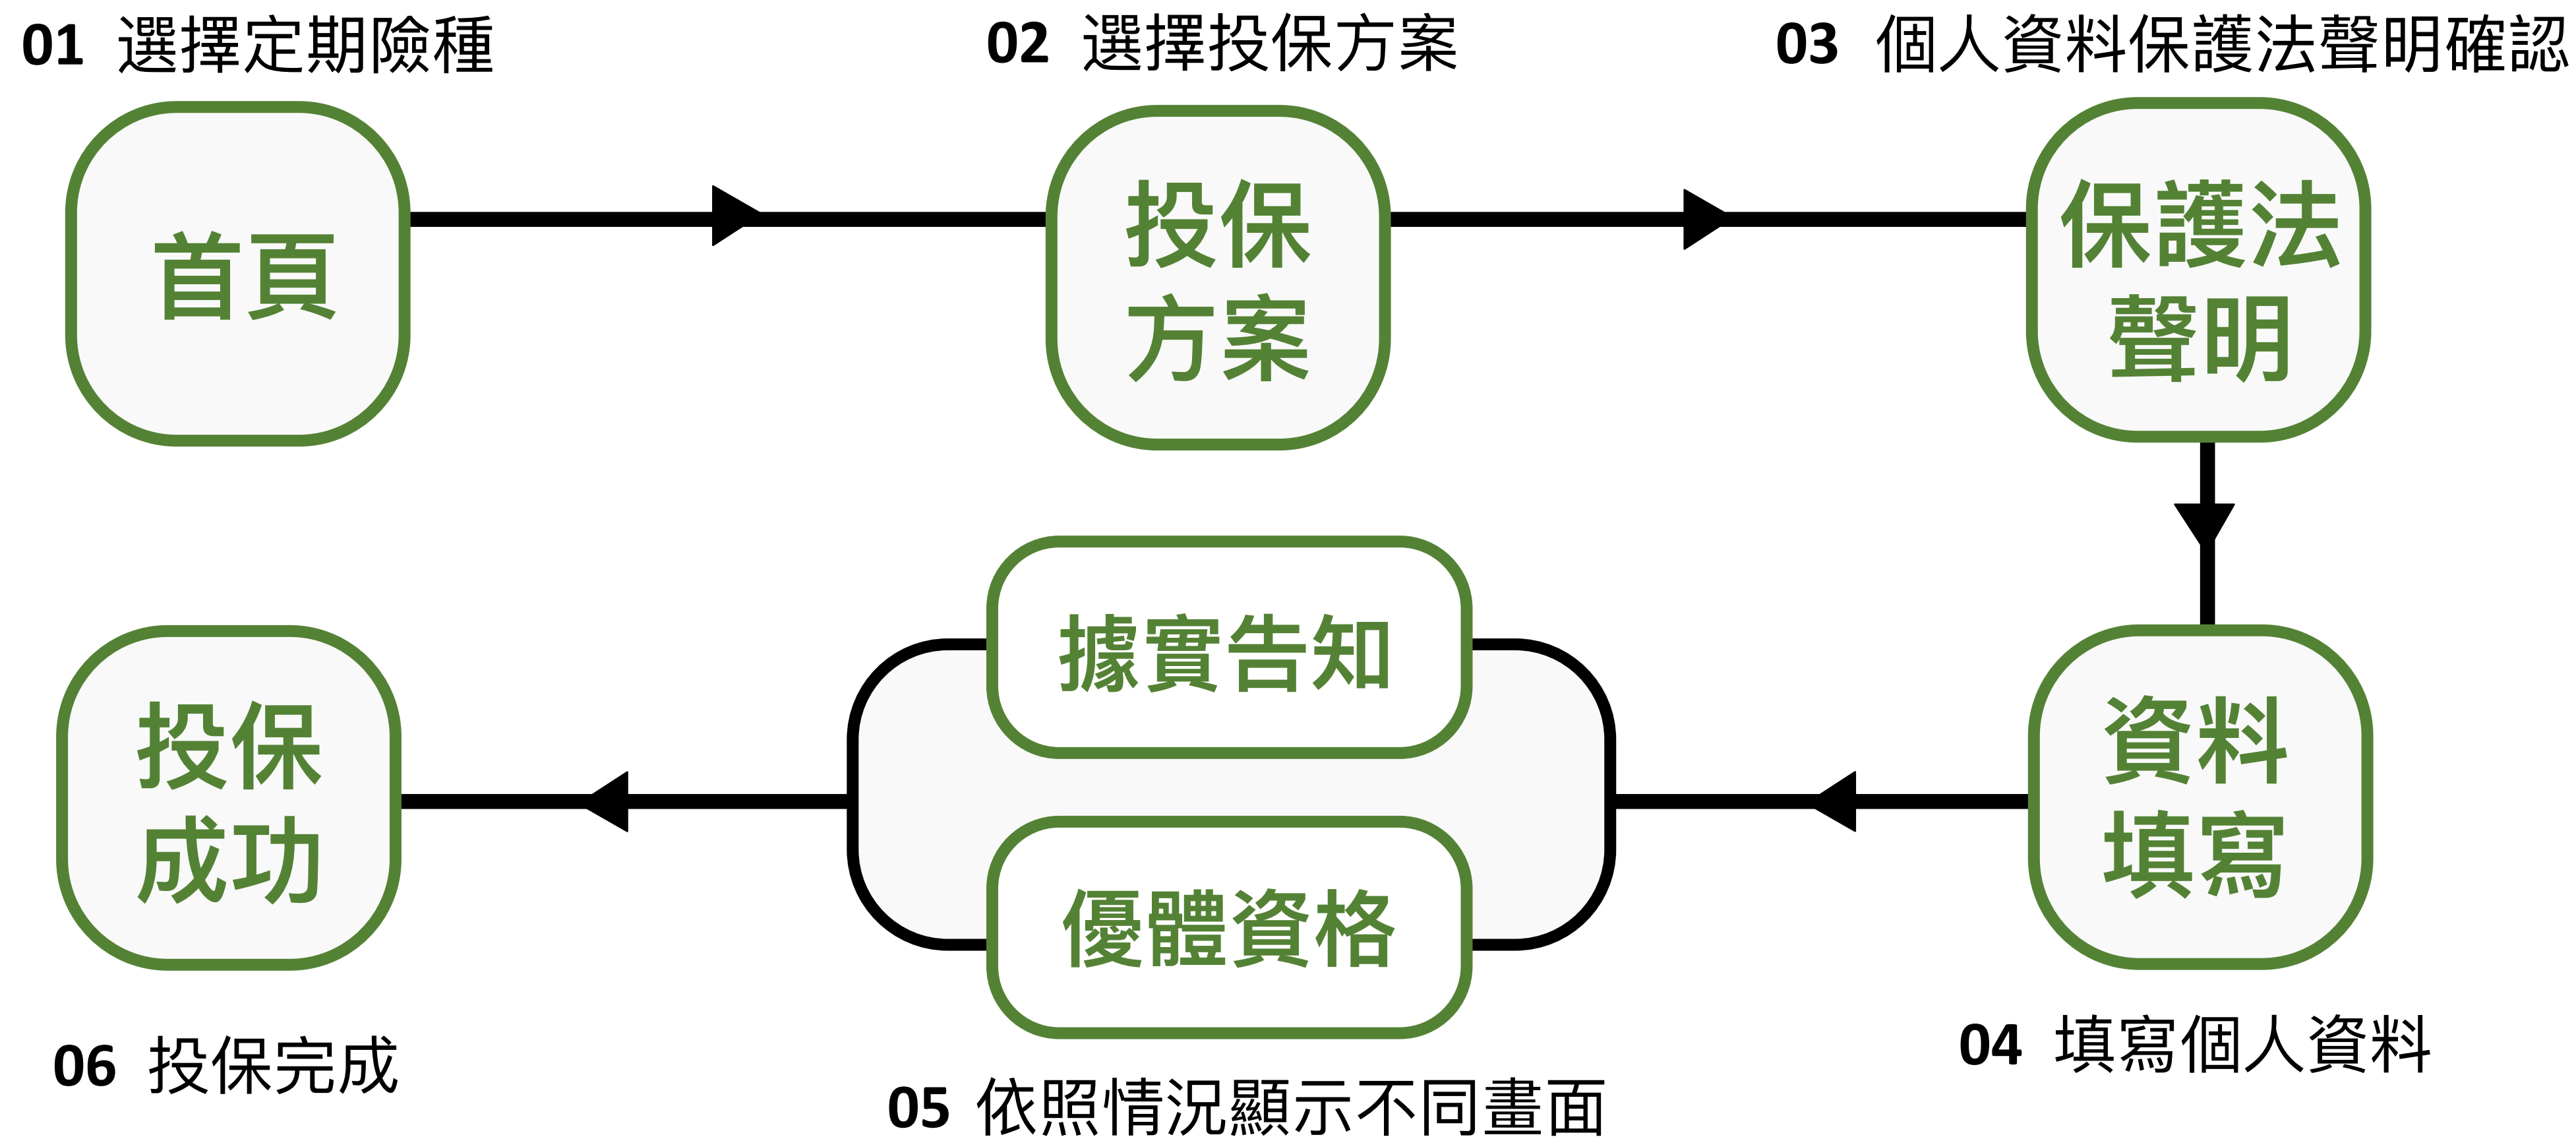 01 選擇定期險種
首頁
02 選擇投保方案
投保
方案
03 個人資料保護法聲明確認
保護法
聲明
資料
填寫
04 填寫個人資料
據實告知
優體資格
05 依照情況顯示不同畫面
投保
成功
06 投保完成